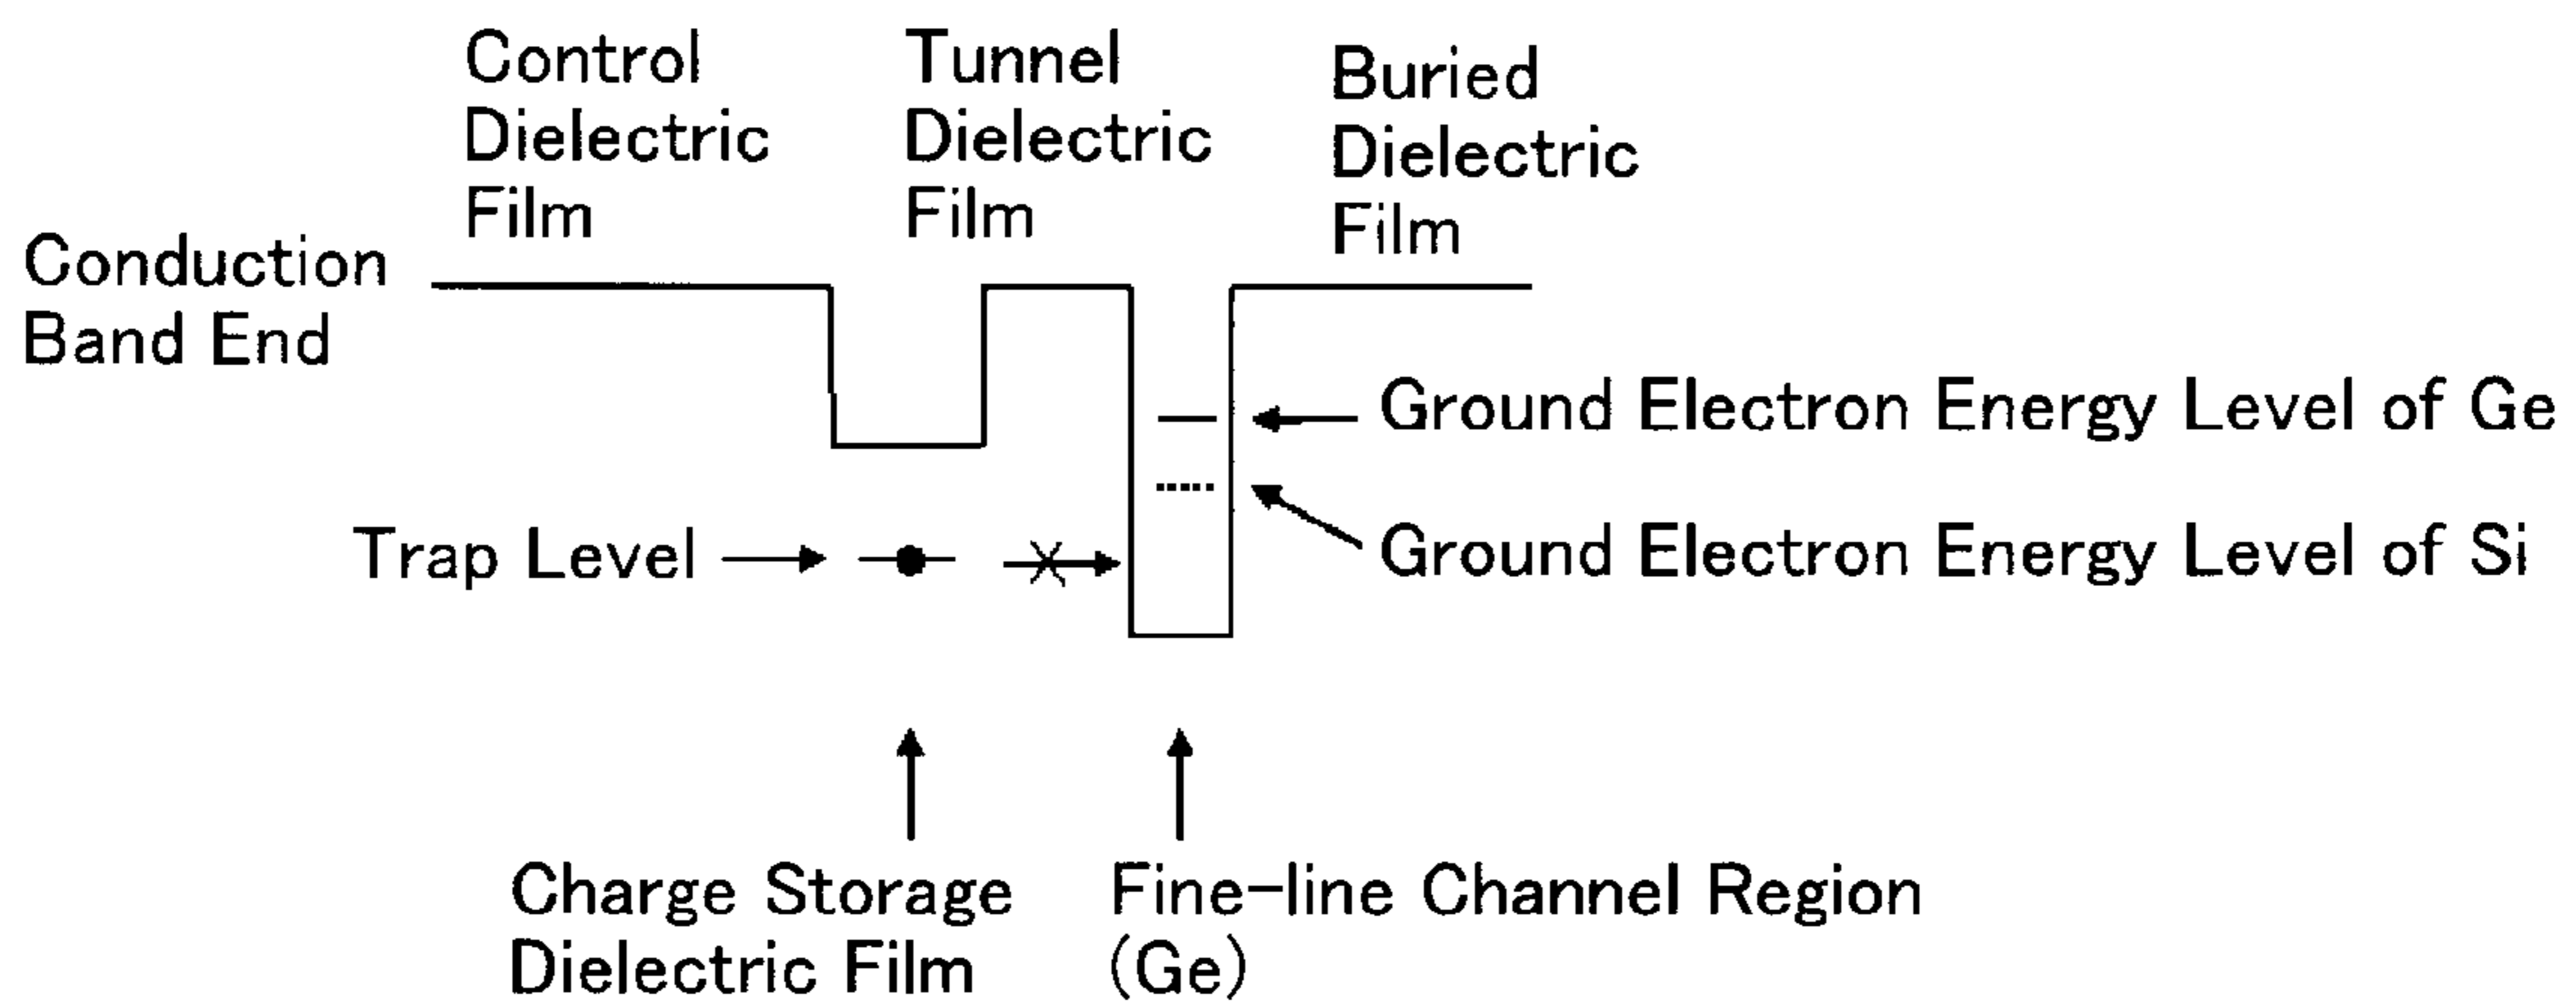 Control
Dielectric
Film
Tunnel
Dielectric
Film
Buried
Dielectric
Film
Conduction
Band End
Ground Electron Energy Level of Ge
Trap Level
Ground Electron Energy Level of Si
Charge Storage
Dielectric Film
Fine-line Channel Region
(Ge)